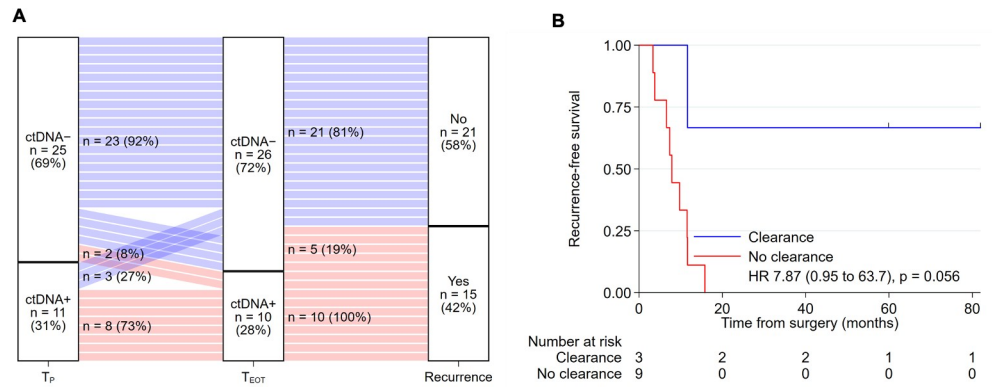 A
ctDNA−
n = 25
(69%)
ctDNA+
n = 11
(31%)
n = 23 (92%)
n = 2 (8%)
n = 3 (27%)
n = 8 (73%)
ctDNA−
n = 26
(72%)
ctDNA+
n = 10
(28%)
n = 21 (81%)
n = 5 (19%)
n = 10 (100%)
No
n = 21
(58%)
Yes
n = 15
(42%)
TP TEOT Recurrence
B
Recurrence-free survival
1.00
0.75
0.50
0.25
0.00
Clearance
No clearance
HR 7.87 (0.95 to 63.7), p = 0.056
0 20 40 60 80
Time from surgery (months)
Number at risk
Clearance 3 2 2 1 1
No clearance 9 0 0 0 0